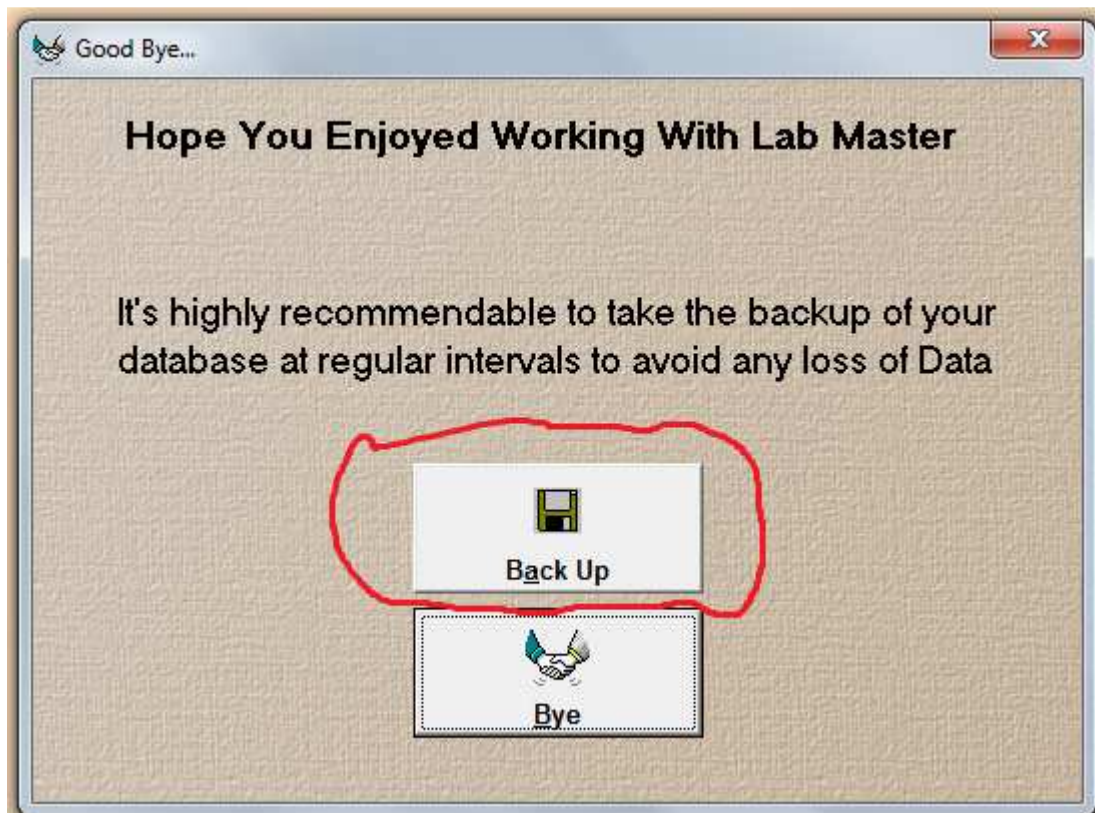 Good Bye...
Hope You Enjoyed Working With Lab Master
It's highly recommendable to take the backup of your
database at regular intervals to avoid any loss of Data
Back Up
Bye